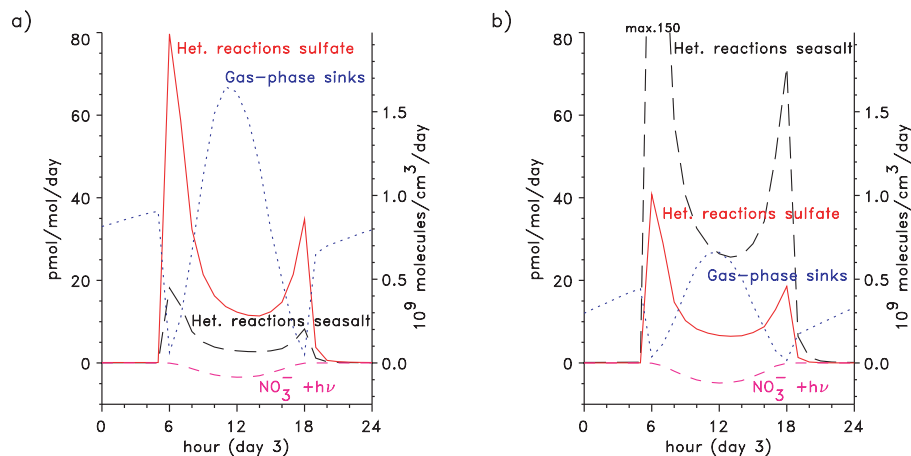 a)
80
60
40
20
0
pmol/mol/day
Het. reactions sulfate
Gas-phase sinks
Het. reactions seasalt
NO₃⁻ +hν
1.5
1.0
0.5
0.0
10⁹ molecules/cm³/day
0 6 12 18 24
hour (day 3)
b)
80
60
40
20
0
pmol/mol/day
max.150
Het. reactions seasalt
Het. reactions sulfate
Gas-phase sinks
NO₃⁻ +hν
1.5
1.0
0.5
0.0
10⁹ molecules/cm³/day
0 6 12 18 24
hour (day 3)